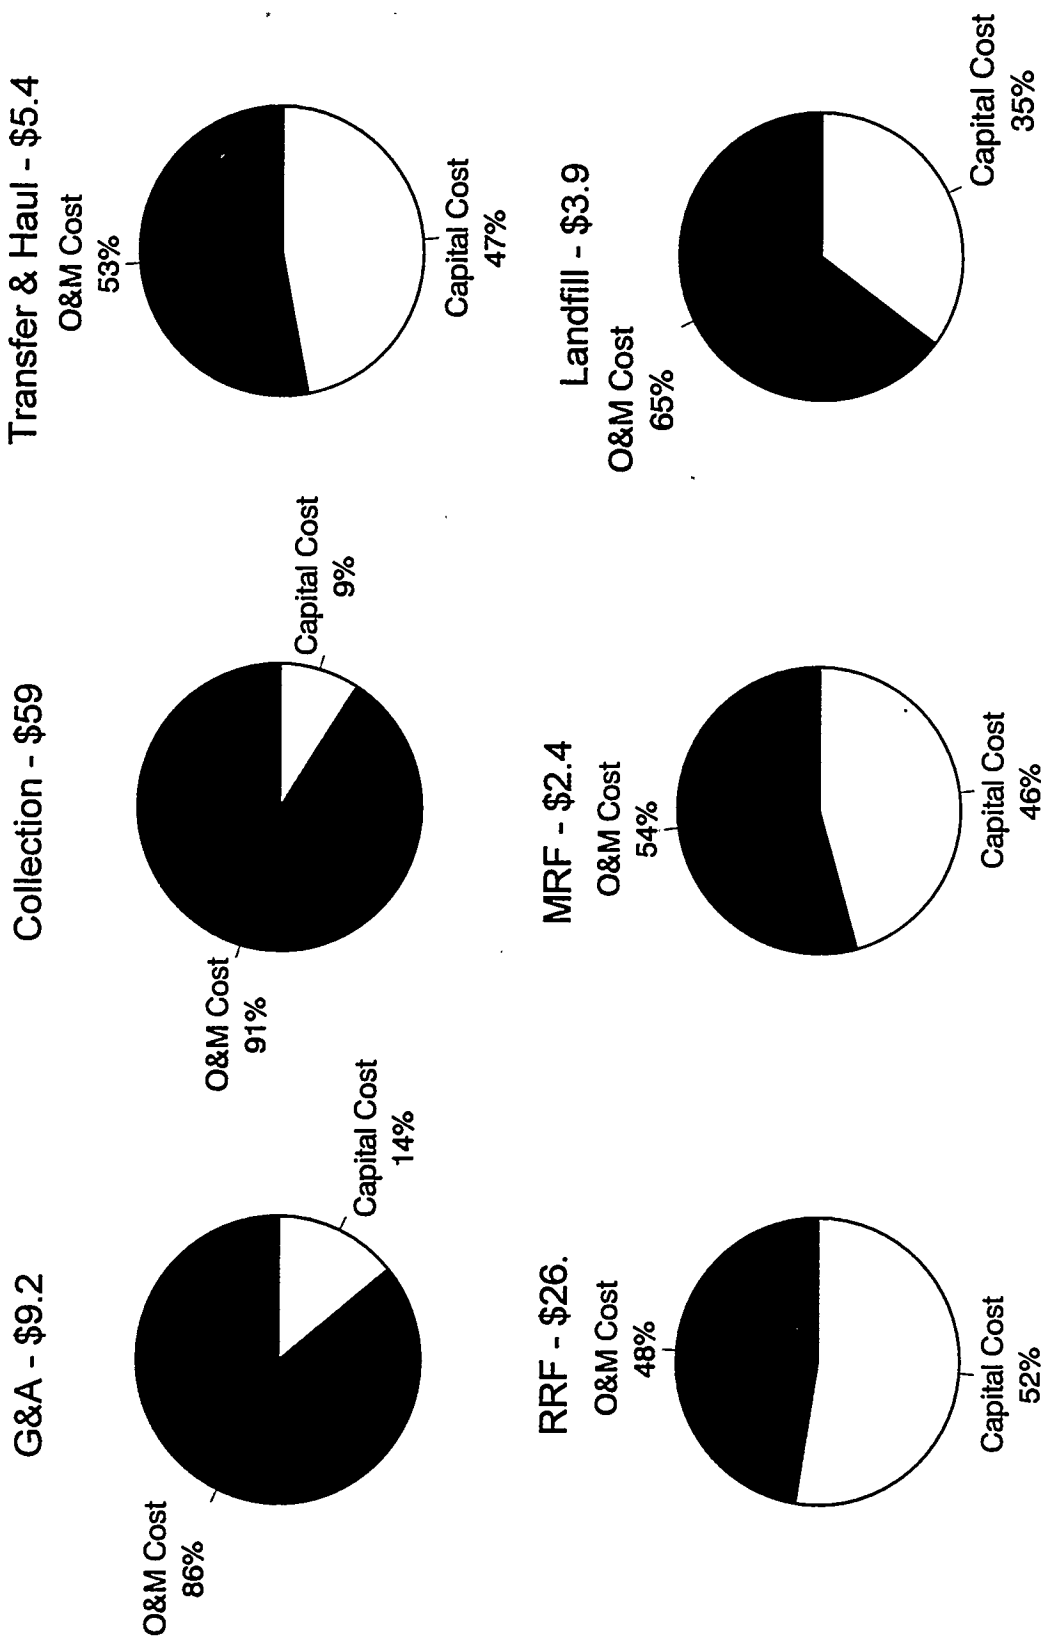 G&A - $9.2
O&M Cost
86%
Capital Cost
14%
Collection - $59
O&M Cost
91%
Capital Cost
9%
Transfer & Haul - $5.4
O&M Cost
53%
Capital Cost
47%
RRF - $26.
O&M Cost
48%
Capital Cost
52%
MRF - $2.4
O&M Cost
54%
Capital Cost
46%
Landfill - $3.9
O&M Cost
65%
Capital Cost
35%